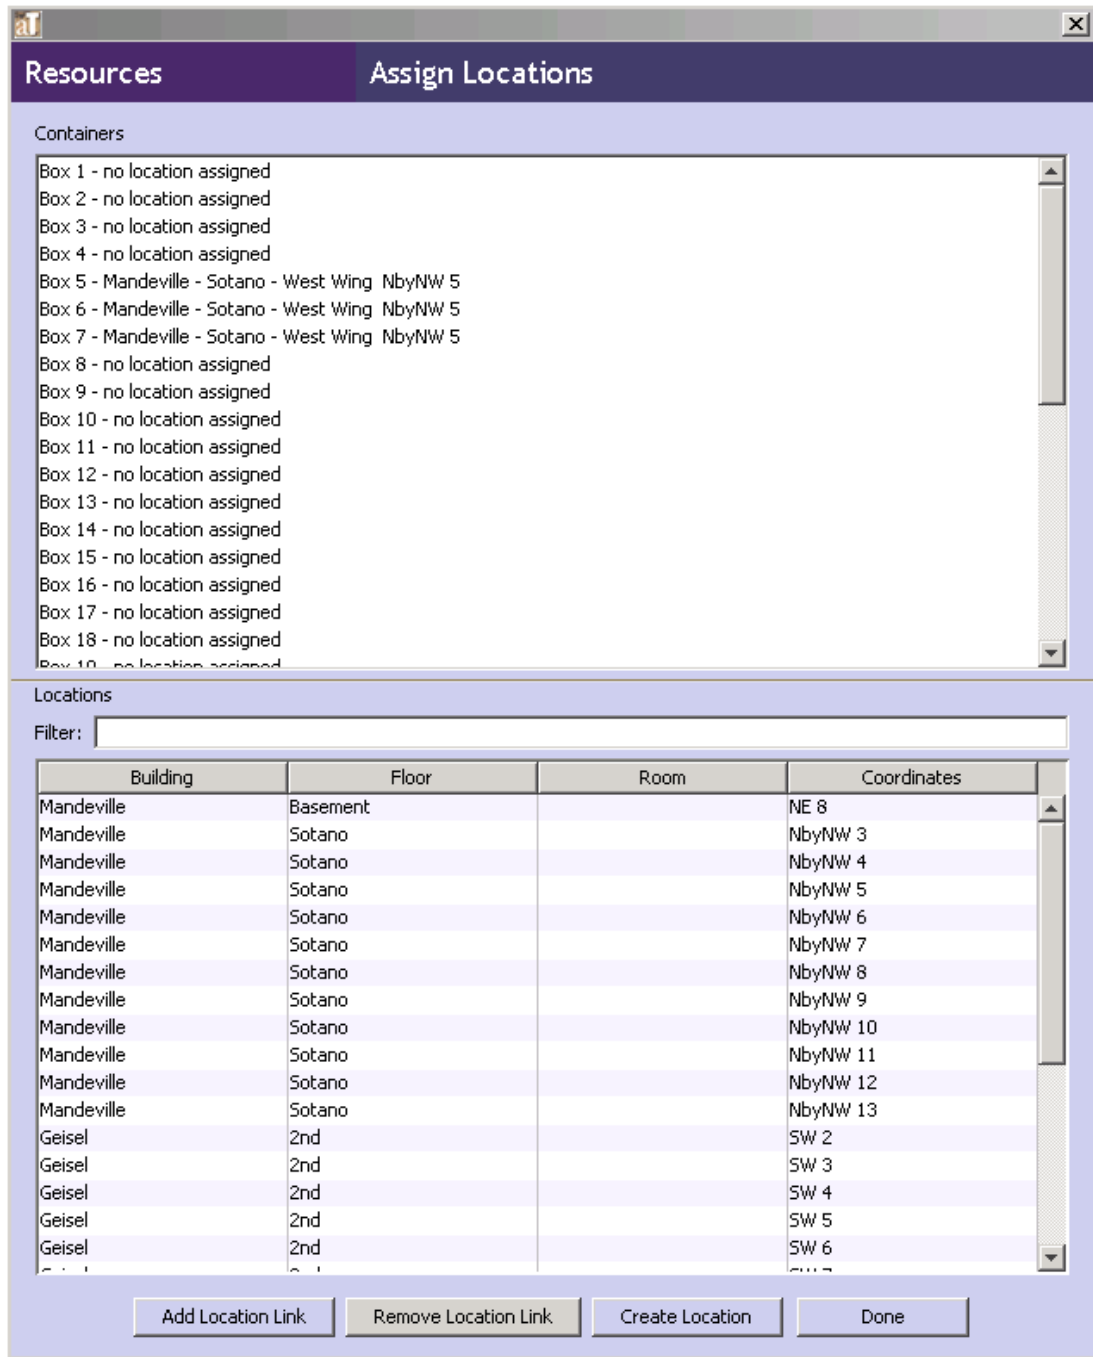 aT
Resources Assign Locations
Containers
Box 1 - no location assigned
Box 2 - no location assigned
Box 3 - no location assigned
Box 4 - no location assigned
Box 5 - Mandeville - Sotano - West Wing  NbyNW 5
Box 6 - Mandeville - Sotano - West Wing  NbyNW 5
Box 7 - Mandeville - Sotano - West Wing  NbyNW 5
Box 8 - no location assigned
Box 9 - no location assigned
Box 10 - no location assigned
Box 11 - no location assigned
Box 12 - no location assigned
Box 13 - no location assigned
Box 14 - no location assigned
Box 15 - no location assigned
Box 16 - no location assigned
Box 17 - no location assigned
Box 18 - no location assigned
Box 19 - no location assigned
Locations
Filter:
Building Floor Room Coordinates
Mandeville Basement NE 8
Mandeville Sotano NbyNW 3
Mandeville Sotano NbyNW 4
Mandeville Sotano NbyNW 5
Mandeville Sotano NbyNW 6
Mandeville Sotano NbyNW 7
Mandeville Sotano NbyNW 8
Mandeville Sotano NbyNW 9
Mandeville Sotano NbyNW 10
Mandeville Sotano NbyNW 11
Mandeville Sotano NbyNW 12
Mandeville Sotano NbyNW 13
Geisel 2nd SW 2
Geisel 2nd SW 3
Geisel 2nd SW 4
Geisel 2nd SW 5
Geisel 2nd SW 6
Add Location Link Remove Location Link Create Location Done